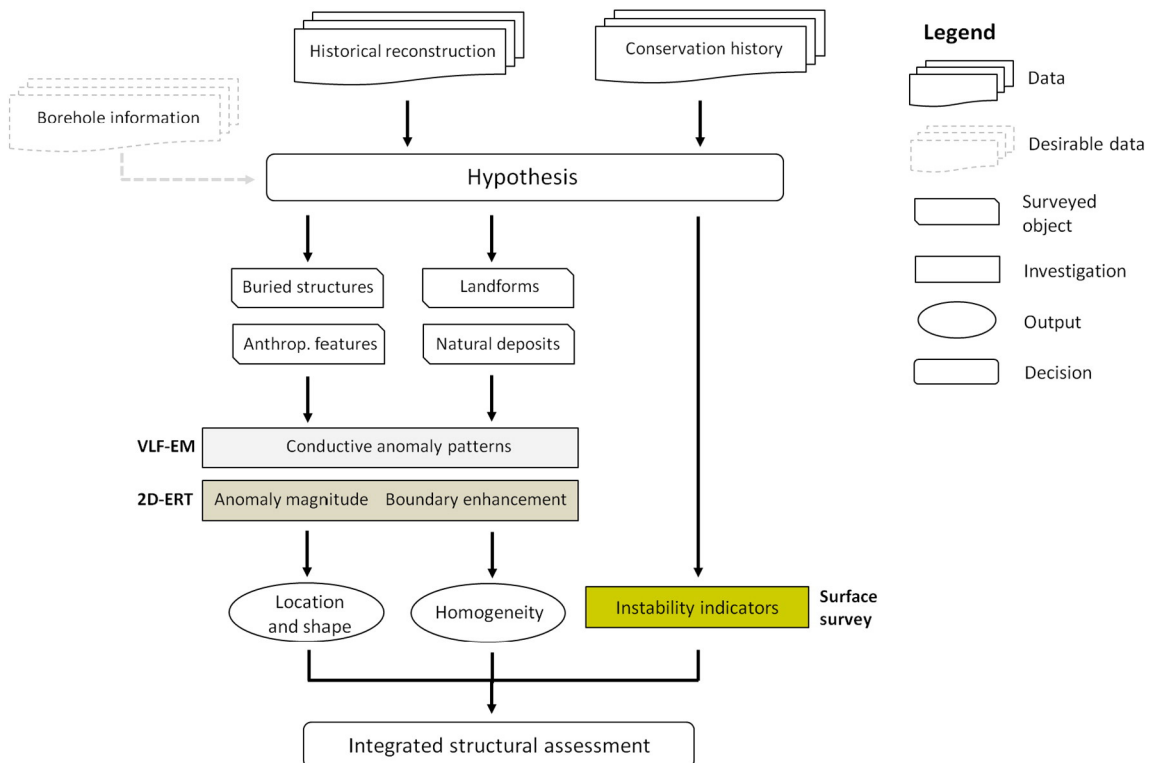 Historical reconstruction
Conservation history
Borehole information
Hypothesis
Buried structures
Landforms
Anthrop. features
Natural deposits
VLF-EM
Conductive anomaly patterns
2D-ERT
Anomaly magnitude
Boundary enhancement
Location
and shape
Homogeneity
Instability indicators
Surface
survey
Integrated structural assessment
Legend
Data
Desirable data
Surveyed
object
Investigation
Output
Decision